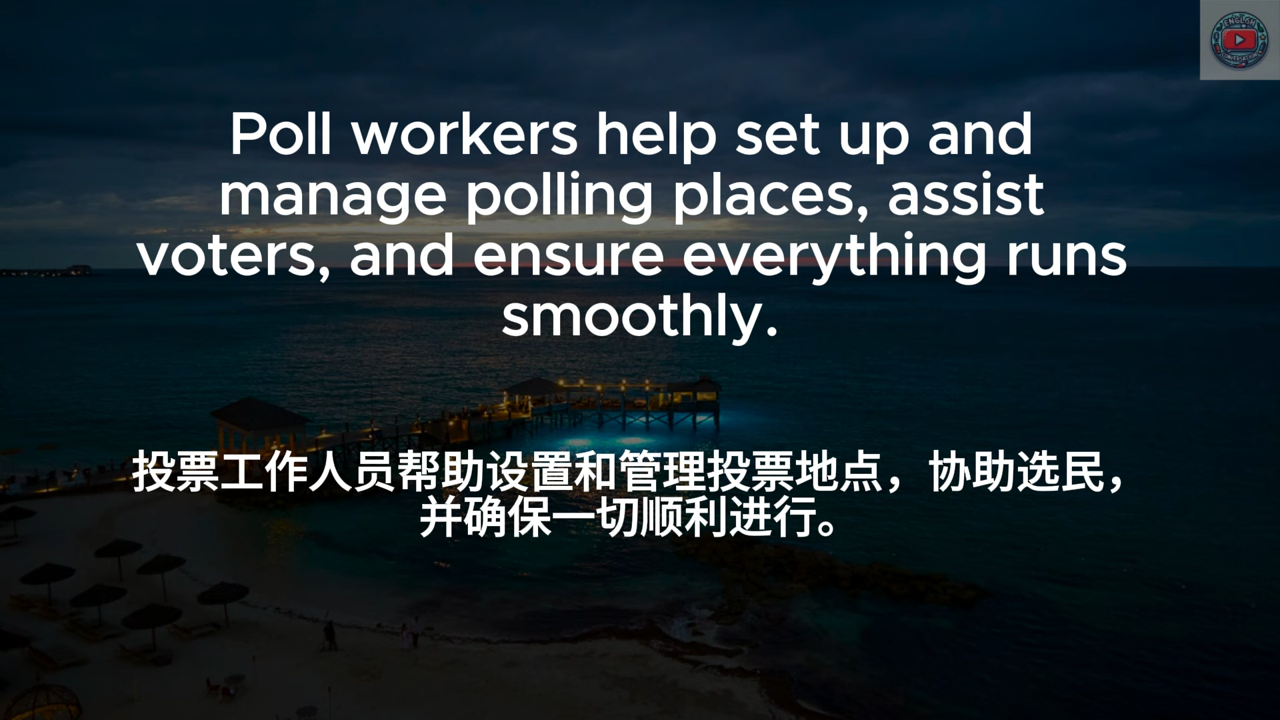 Poll workers help set up and
manage polling places, assist
voters, and ensure everything runs
smoothly.
投票工作人员帮助设置和管理投票地点，协助选民，
并确保一切顺利进行。
ENGLISH